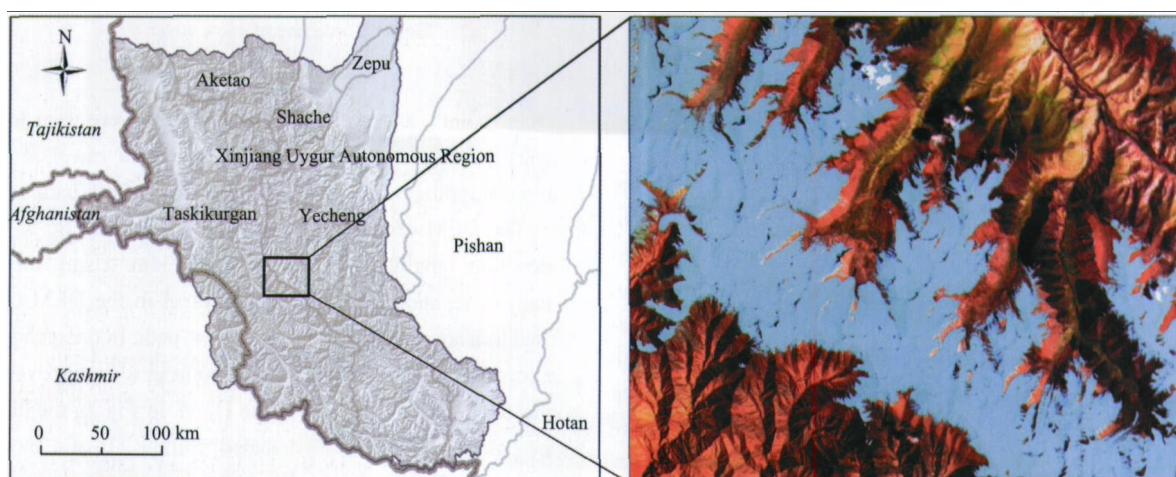 N
Zepu
Aketao
Shache
Tajikistan
Xinjiang Uygur Autonomous Region
Afghanistan
Taskikurgan
Yecheng
Pishan
Kashmir
Hotan
0 50 100 km